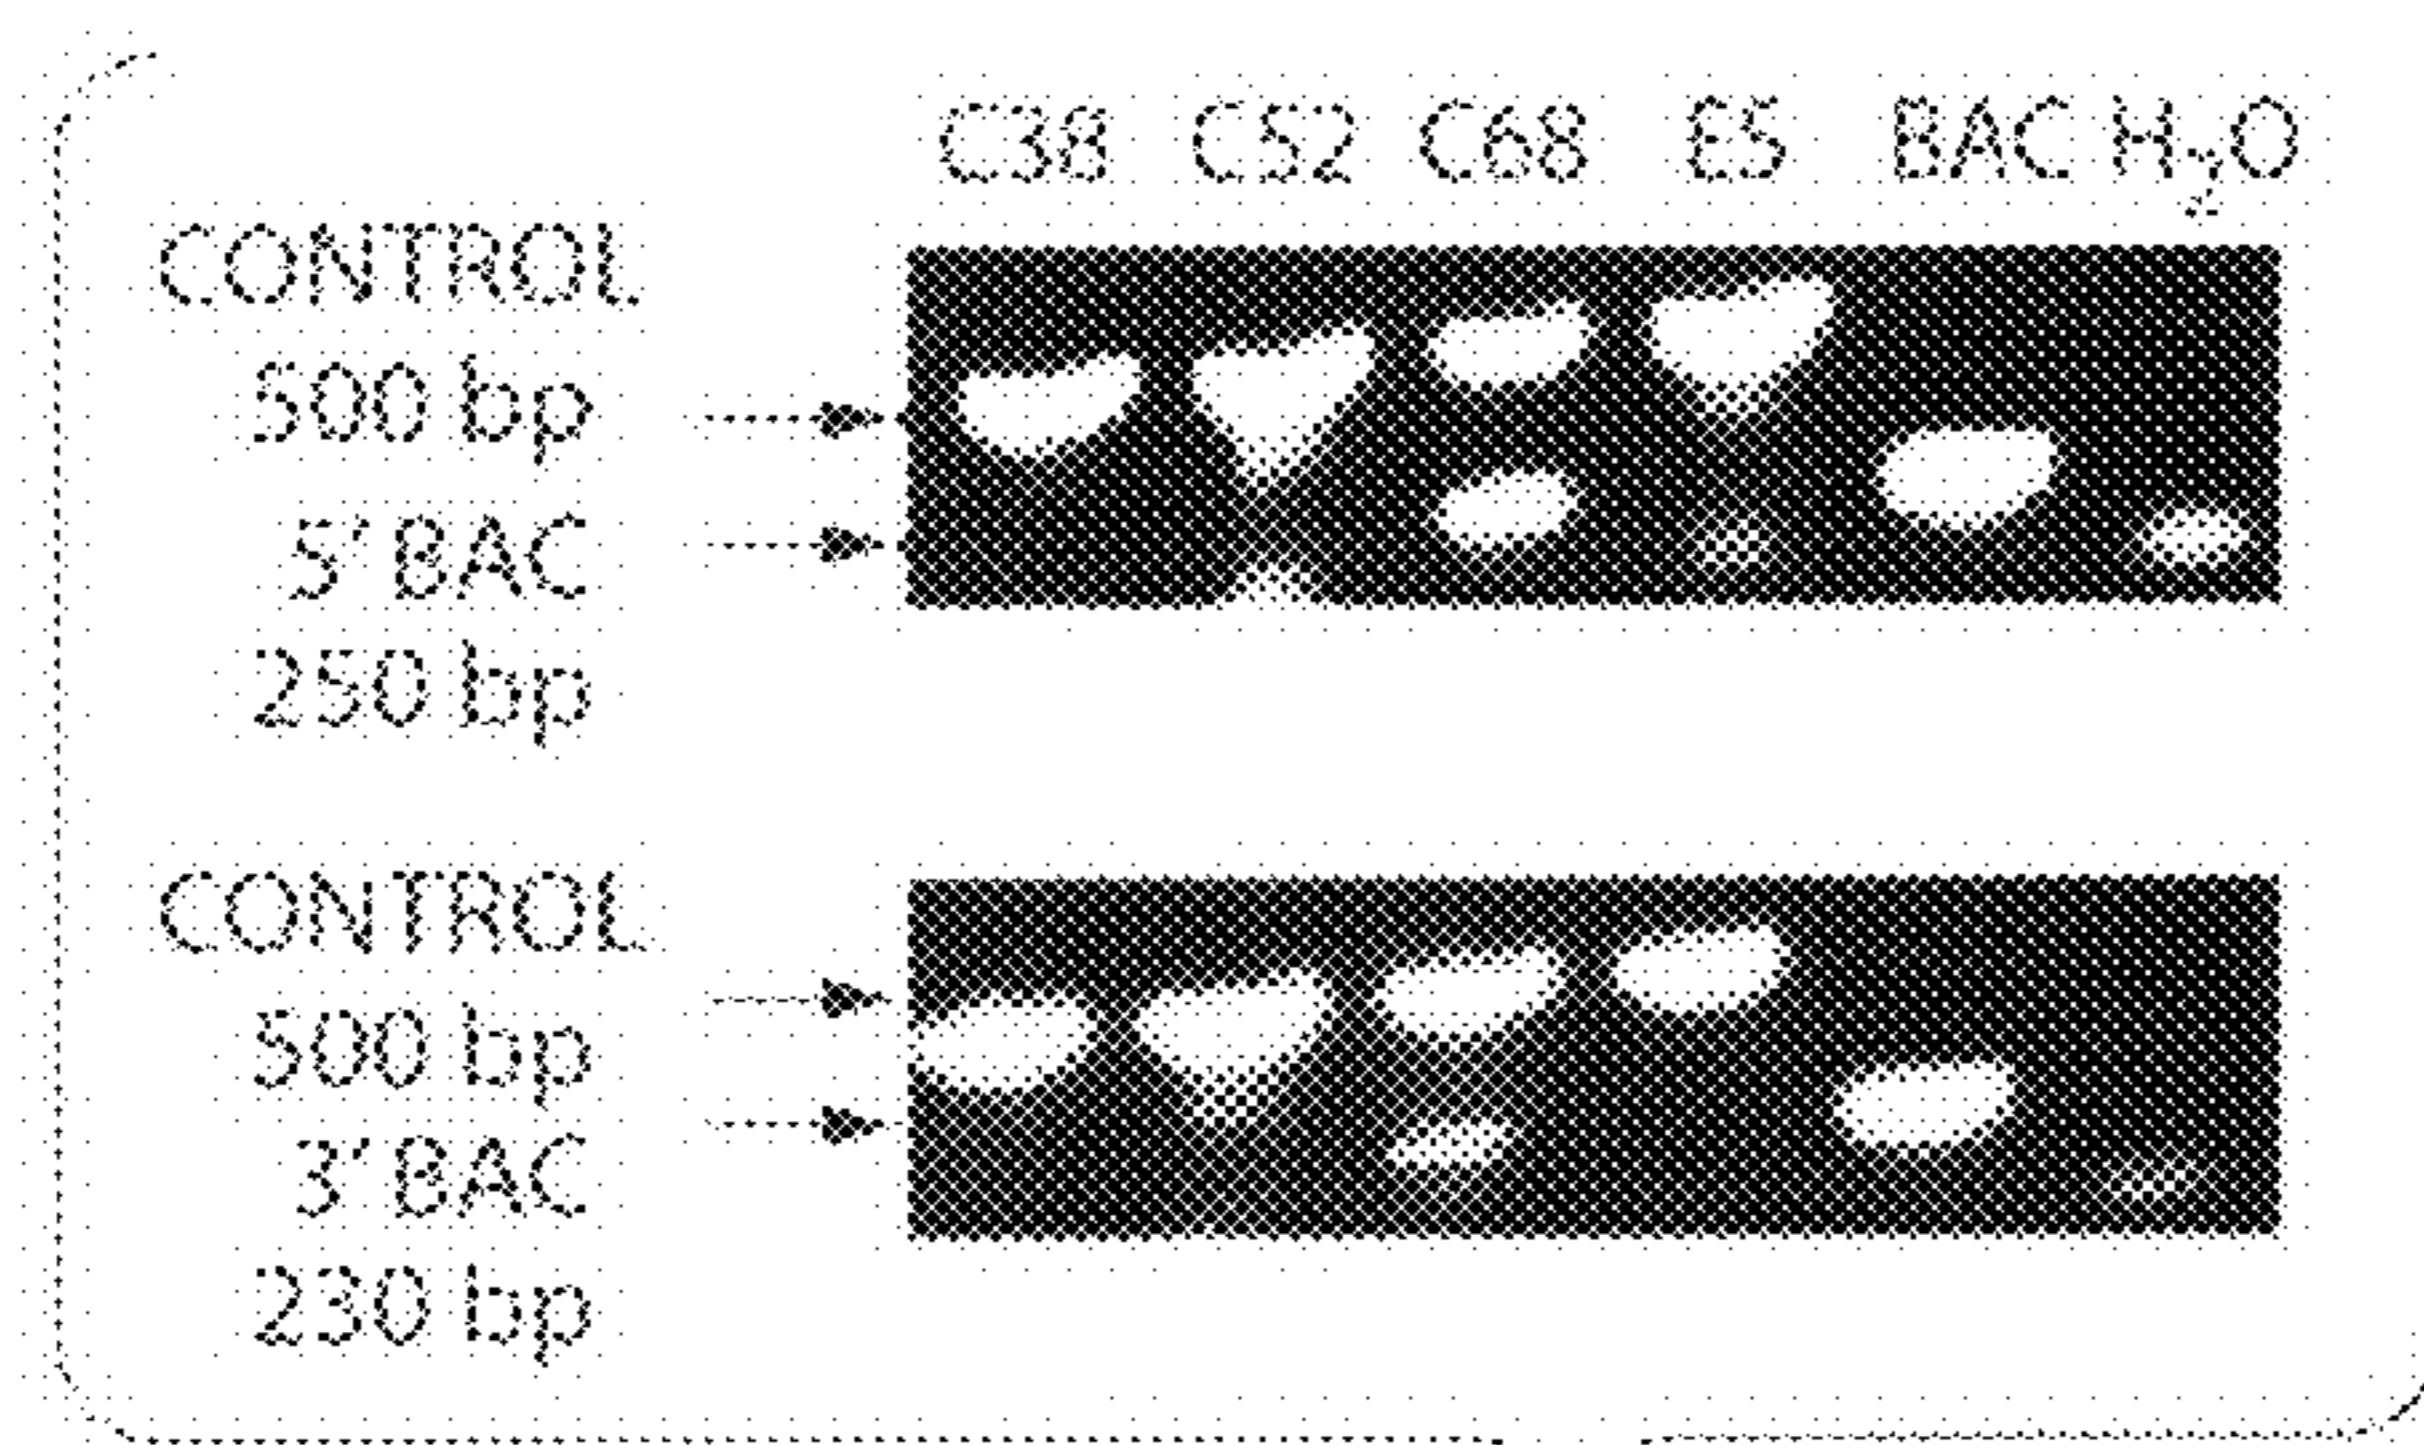 C38 C52 C68 E5 BAC H₂O
CONTROL
500 bp
5' BAC
250 bp
CONTROL
500 bp
3' BAC
230 bp